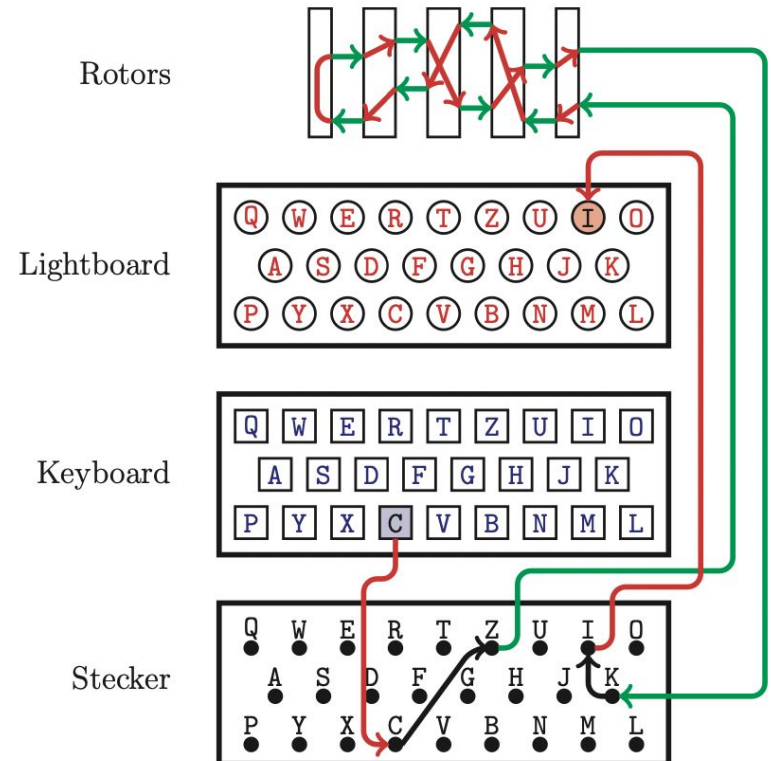 Rotors
Lightboard
Q W E R T Z U I O
A S D F G H J K
P Y X C V B N M L
Keyboard
Q W E R T Z U I O
A S D F G H J K
P Y X C V B N M L
Stecker
Q W E R T Z U I O
A S D F G H J K
P Y X C V B N M L